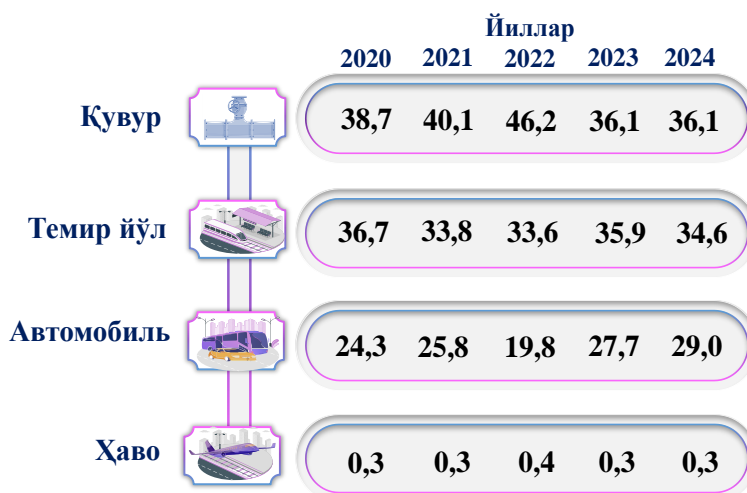 Йиллар
2020 2021 2022 2023 2024
Қувур 38,7 40,1 46,2 36,1 36,1
Темир йўл 36,7 33,8 33,6 35,9 34,6
Автомобиль 24,3 25,8 19,8 27,7 29,0
Ҳаво 0,3 0,3 0,4 0,3 0,3